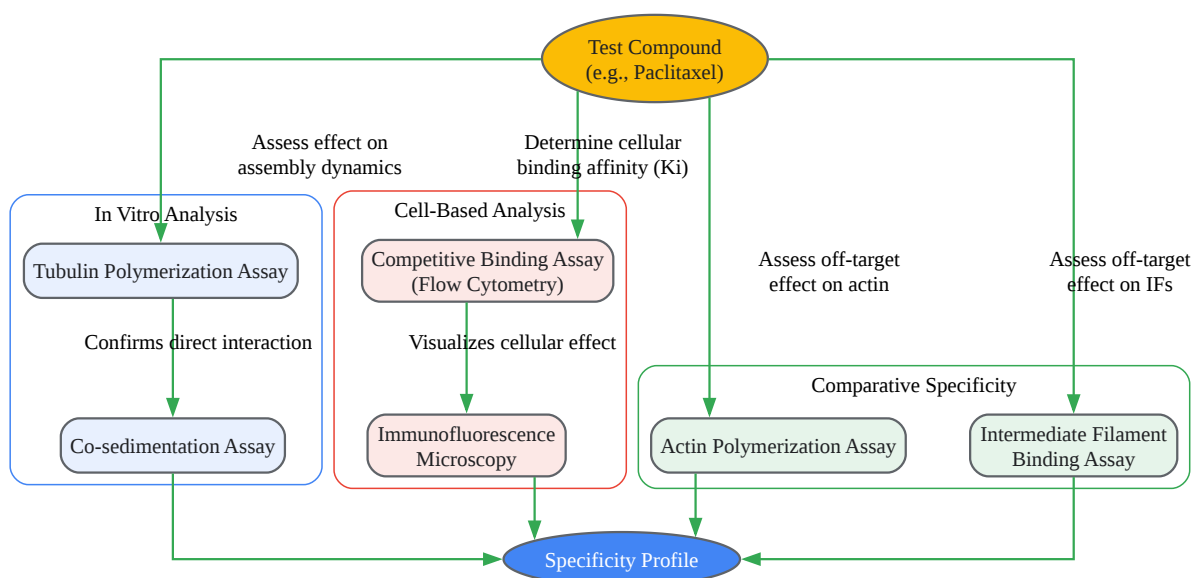 Test Compound
(e.g., Paclitaxel)
Assess effect on
assembly dynamics
Determine cellular
binding affinity (Ki)
In Vitro Analysis
Cell-Based Analysis
Tubulin Polymerization Assay
Competitive Binding Assay
(Flow Cytometry)
Assess off-target
effect on actin
Assess off-target
effect on IFs
Confirms direct interaction
Visualizes cellular effect
Comparative Specificity
Co-sedimentation Assay
Immunofluorescence
Microscopy
Actin Polymerization Assay
Intermediate Filament
Binding Assay
Specificity Profile